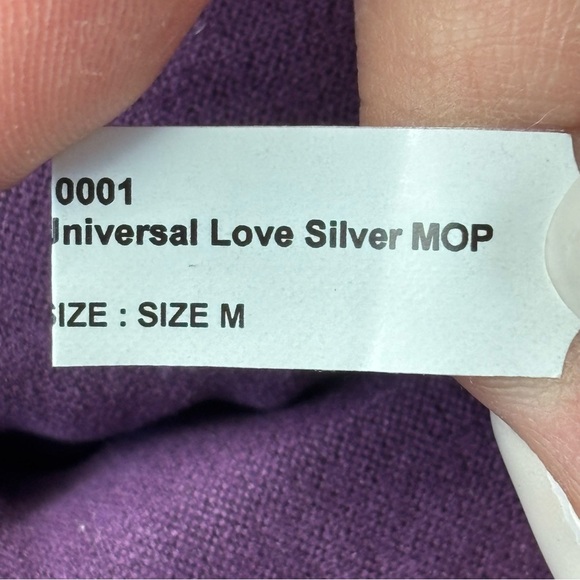 0001
Universal Love Silver MOP
SIZE : SIZE M